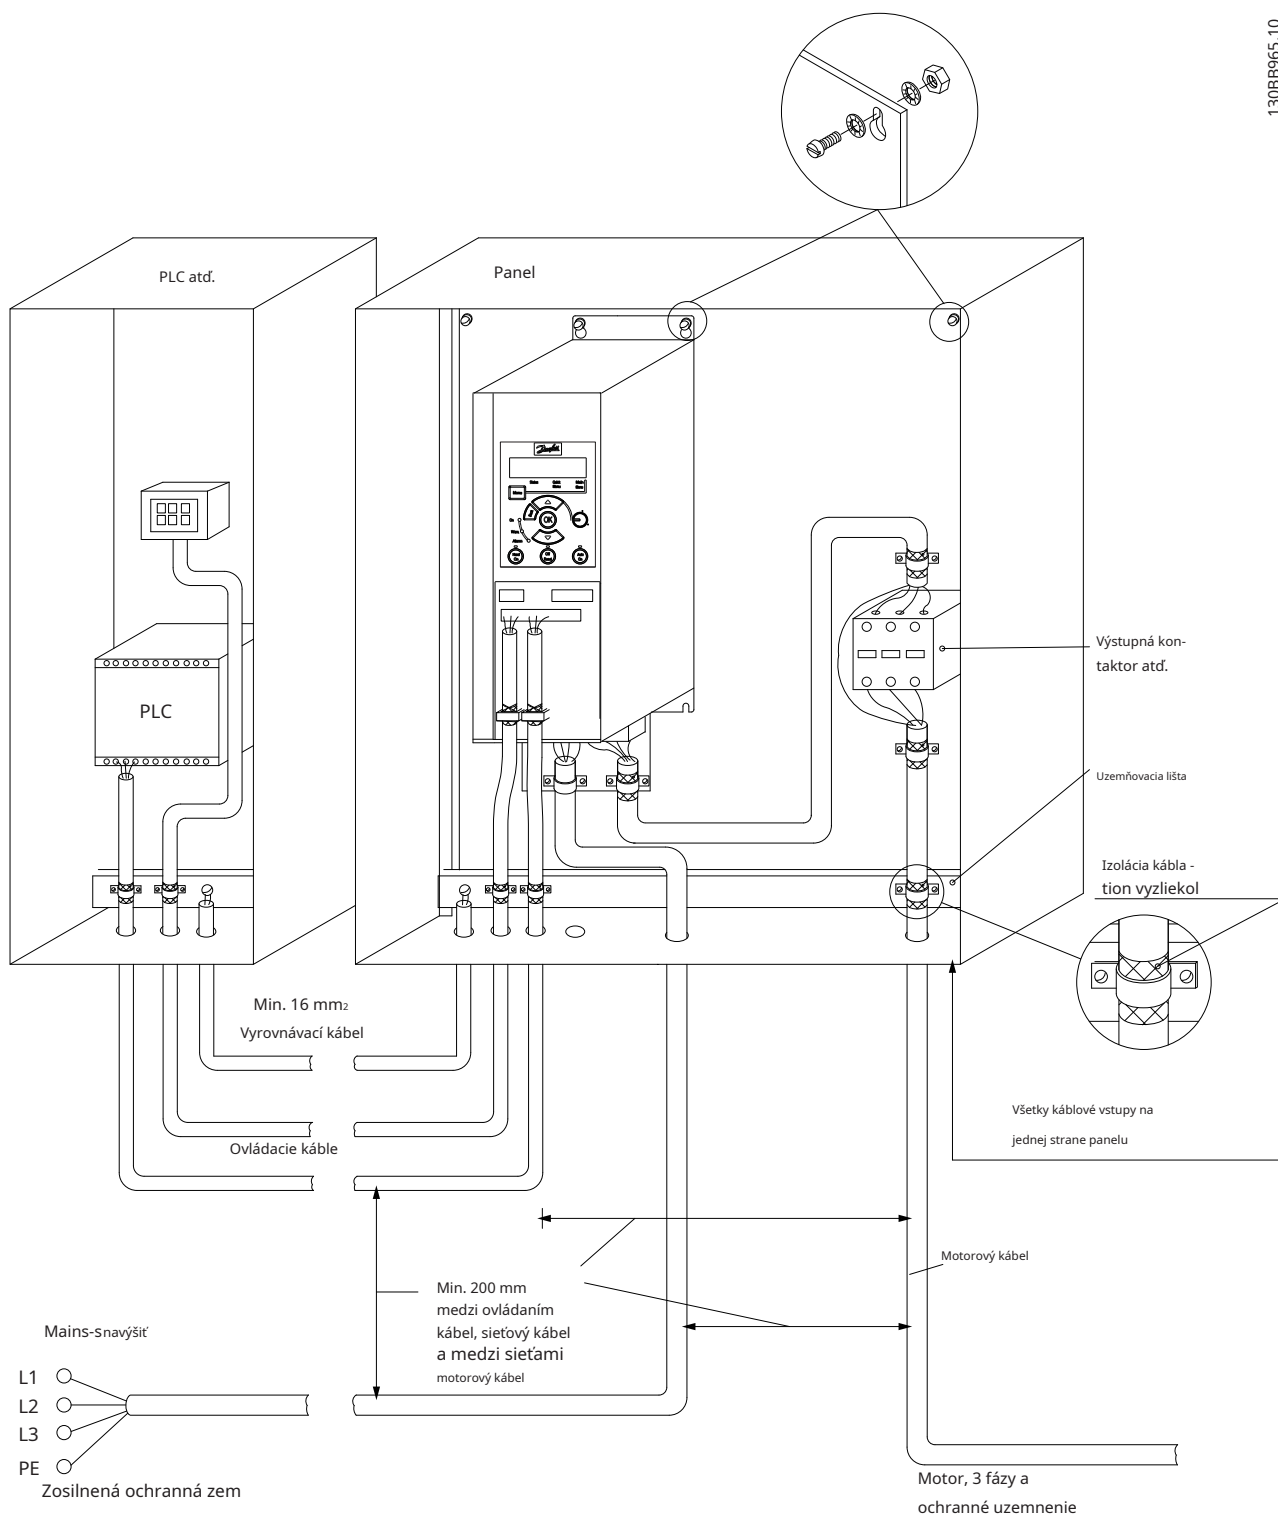 130BB965.10
PLC atď.
Panel
PLC
Výstupná kon-
taktor atď.
Uzemňovacia lišta
Izolácia kábla -
tion vyzliekol
Min. 16 mm2
Vyrovnávací kábel
Ovládacie káble
Všetky káblové vstupy na
jednej strane panelu
Min. 200 mm
medzi ovládaním
kábel, sieťový kábel
a medzi sieťami
motorový kábel
Motorový kábel
Mains-snavýšiť
L1
L2
L3
PE
Zosilnená ochranná zem
Motor, 3 fázy a
ochranné uzemnenie
Danfoss
Menu
OK